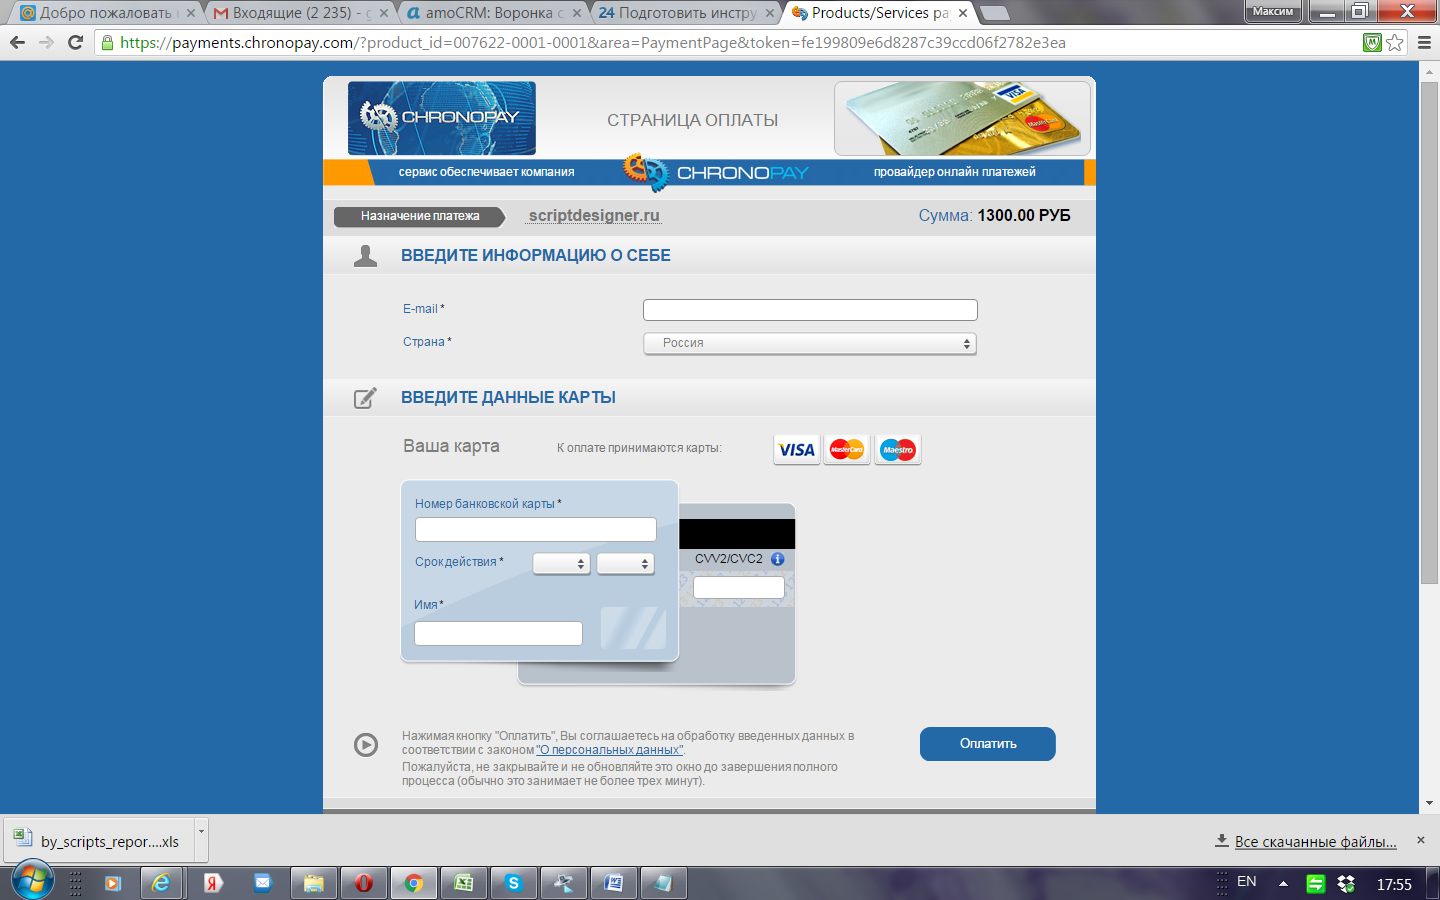 Добро пожаловать
Входящие (2 235) - g
amoCRM: Воронка с
24 Подготовить инстру
Products/Services pa
Максим
https://payments.chronopay.com/?product_id=007622-0001-0001&area=PaymentPage&token=fe199809e6d8287c39ccd06f2782e3ea
CHRONOPAY
СТРАНИЦА ОПЛАТЫ
VISA
MasterCard
сервис обеспечивает компания
CHRONOPAY
провайдер онлайн платежей
Назначение платежа
scriptdesigner.ru
Сумма: 1300.00 РУБ
ВВЕДИТЕ ИНФОРМАЦИЮ О СЕБЕ
E-mail *
Страна *
Россия
ВВЕДИТЕ ДАННЫЕ КАРТЫ
Ваша карта
К оплате принимаются карты:
VISA
MasterCard
Maestro
Номер банковской карты *
Срок действия *
CVV2/CVC2
Имя *
Нажимая кнопку "Оплатить", Вы соглашаетесь на обработку введенных данных в
соответствии с законом "О персональных данных".
Пожалуйста, не закрывайте и не обновляйте это окно до завершения полного
процесса (обычно это занимает не более трех минут).
Оплатить
by_scripts_repor....xls
Все скачанные файлы...
EN
17:55